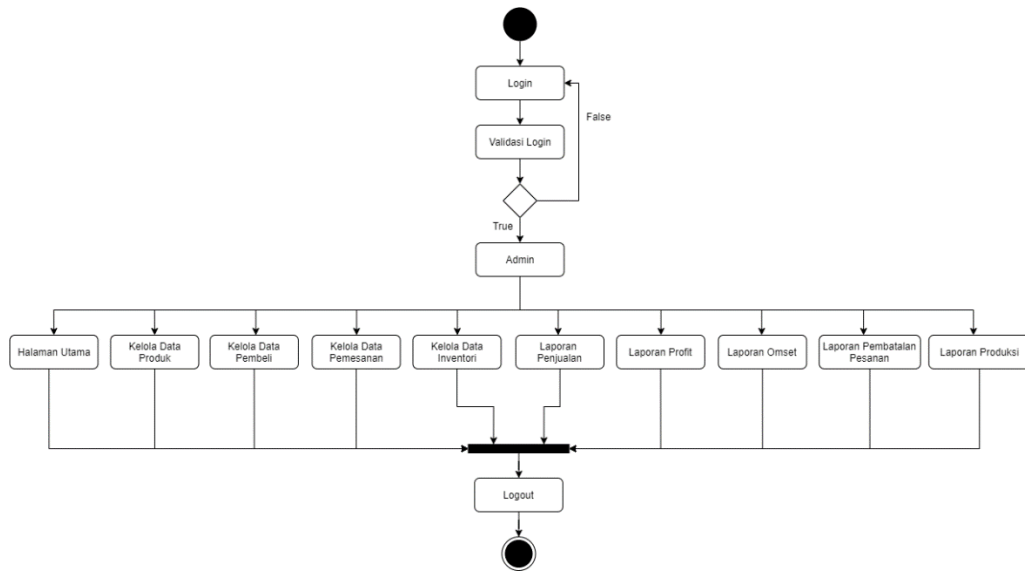 Login
False
Validasi Login
True
Admin
Halaman Utama
Kelola Data
Produk
Kelola Data
Pembeli
Kelola Data
Pemesanan
Kelola Data
Inventori
Laporan
Penjualan
Laporan Profit
Laporan Omset
Laporan Pembatalan
Pesanan
Laporan Produksi
Logout